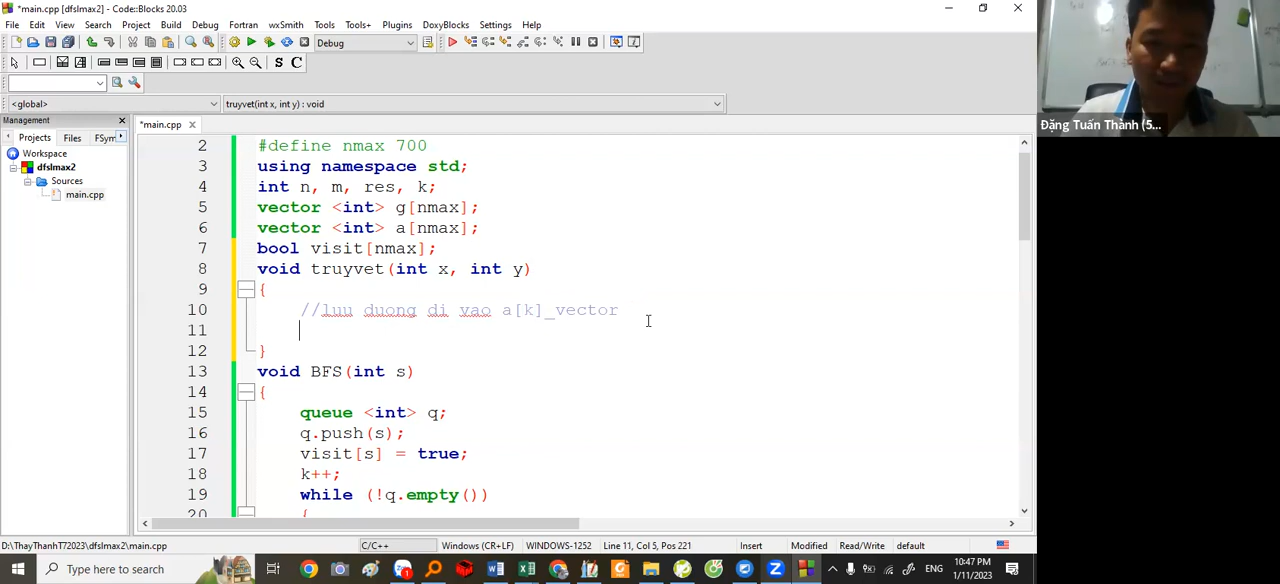 *main.cpp [dfslmax2] - Code::Blocks 20.03
File Edit View Search Project Build Debug Fortran wxSmith Tools Tools+ Plugins DoxyBlocks Settings Help
Debug
S C
<global>
truyvet(int x, int y) : void
Management
*main.cpp
Projects Files FSym
Workspace
dfslmax2
Sources
main.cpp
2 #define nmax 700
3 using namespace std;
4 int n, m, res, k;
5 vector <int> g[nmax];
6 vector <int> a[nmax];
7 bool visit[nmax];
8 void truyvet(int x, int y)
9 {
10 //luu duong di vao a[k]_vector
11
12 }
13 void BFS(int s)
14 {
15 queue <int> q;
16 q.push(s);
17 visit[s] = true;
18 k++;
19 while (!q.empty())
20 {
Đặng Tuấn Thành (5...
D:\ThayThanhT72023\dfslmax2\main.cpp C/C++ Windows (CR+LF) WINDOWS-1252 Line 11, Col 5, Pos 221 Insert Modified Read/Write default
Type here to search
ENG
10:47 PM
1/11/2023